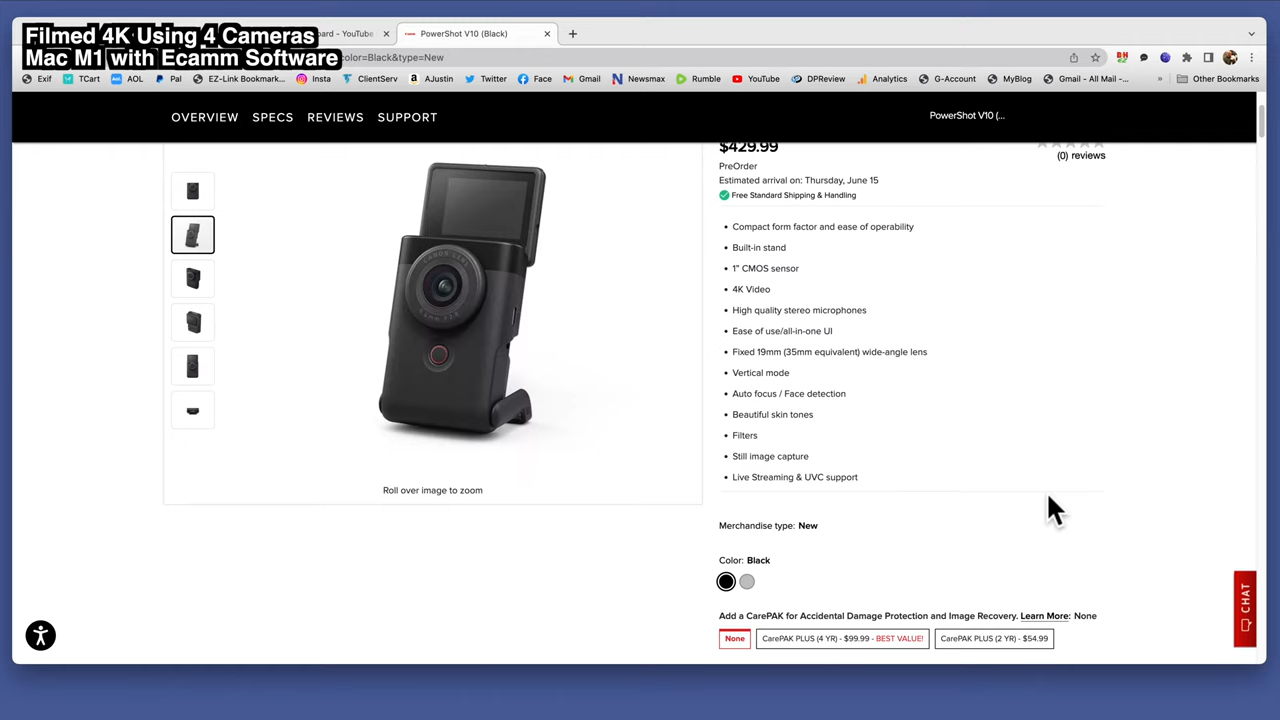 Filmed 4K Using 4 Cameras
Mac M1 with Ecamm Software
ard - YouTube
PowerShot V10 (Black)
color=Black&type=New
Exif TCart AOL Pal EZ-Link Bookmark... Insta ClientServ AJustin Twitter Face Gmail Newsmax Rumble YouTube DPReview Analytics G-Account MyBlog Gmail - All Mail -... » Other Bookmarks
OVERVIEW SPECS REVIEWS SUPPORT
PowerShot V10 (...
$429.99
(0) reviews
PreOrder
Estimated arrival on: Thursday, June 15
Free Standard Shipping & Handling
• Compact form factor and ease of operability
• Built-in stand
• 1” CMOS sensor
• 4K Video
• High quality stereo microphones
• Ease of use/all-in-one UI
• Fixed 19mm (35mm equivalent) wide-angle lens
• Vertical mode
• Auto focus / Face detection
• Beautiful skin tones
• Filters
• Still image capture
• Live Streaming & UVC support
CANON LENS
Roll over image to zoom
Merchandise type: New
Color: Black
Add a CarePAK for Accidental Damage Protection and Image Recovery. Learn More: None
None
CarePAK PLUS (4 YR) - $99.99 - BEST VALUE!
CarePAK PLUS (2 YR) - $54.99
CHAT